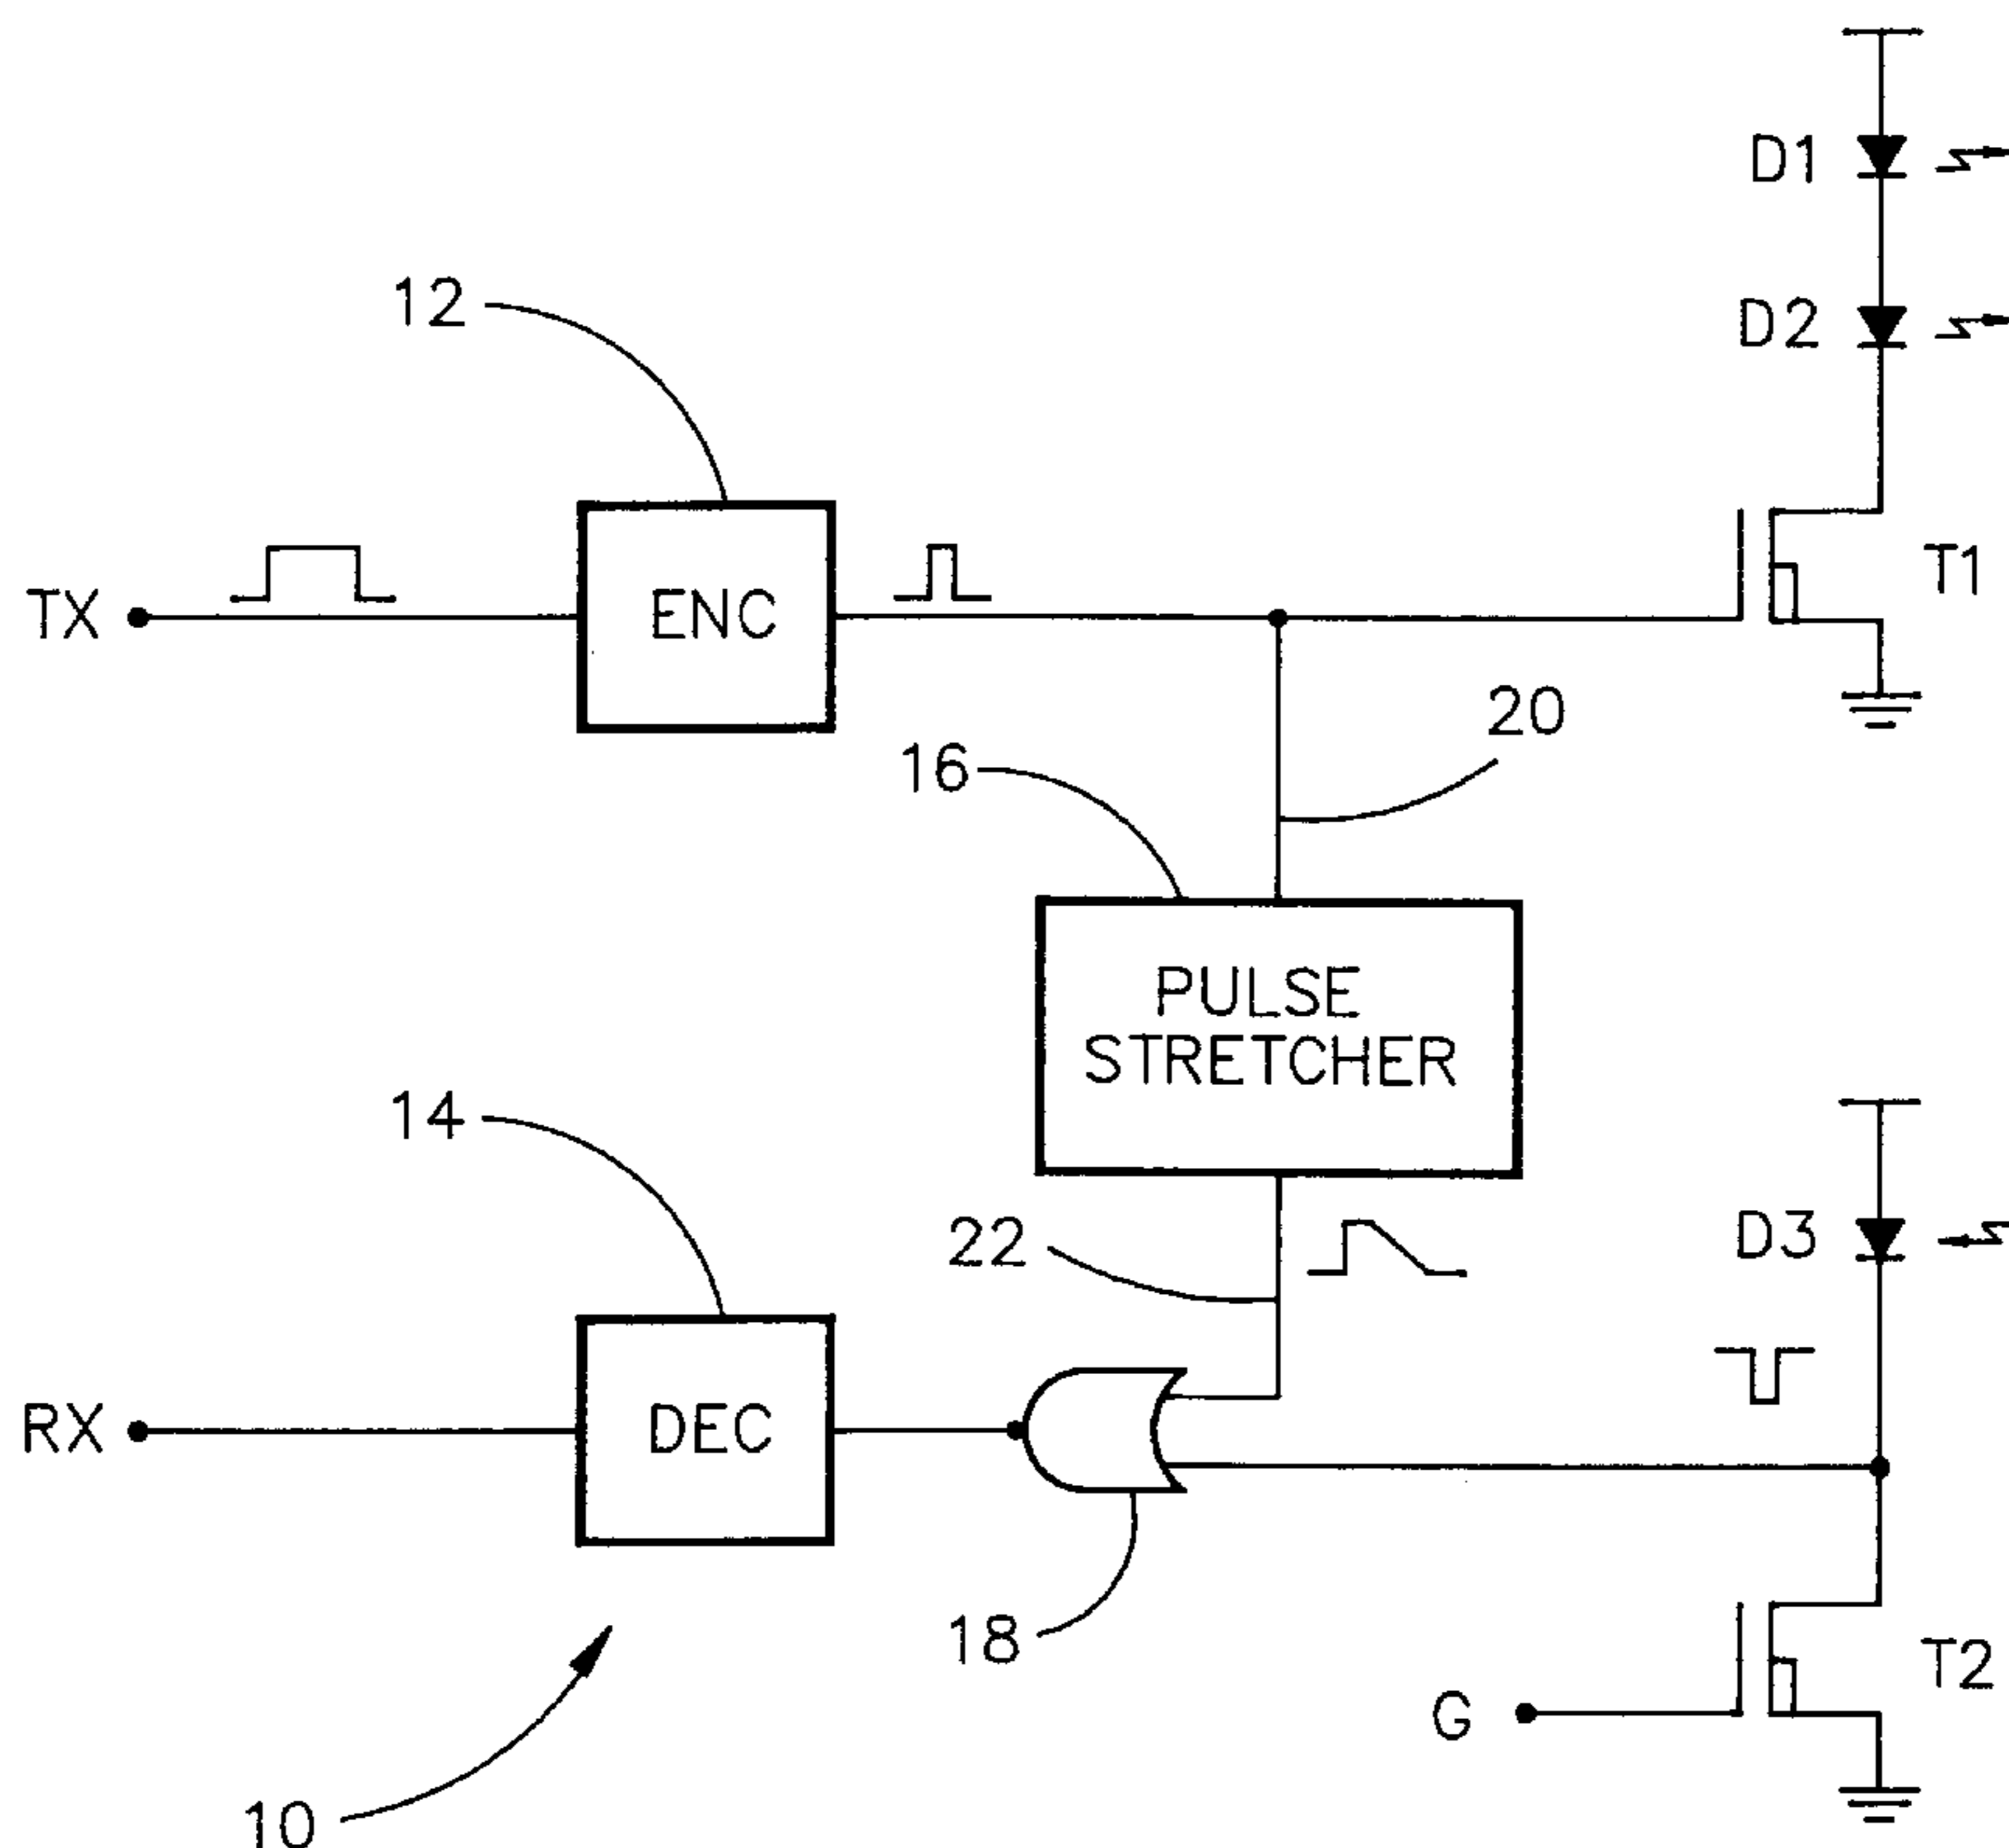 D1
D2
12
TX
ENC
T1
20
16
PULSE
STRETCHER
14
22
D3
RX
DEC
18
T2
G
10